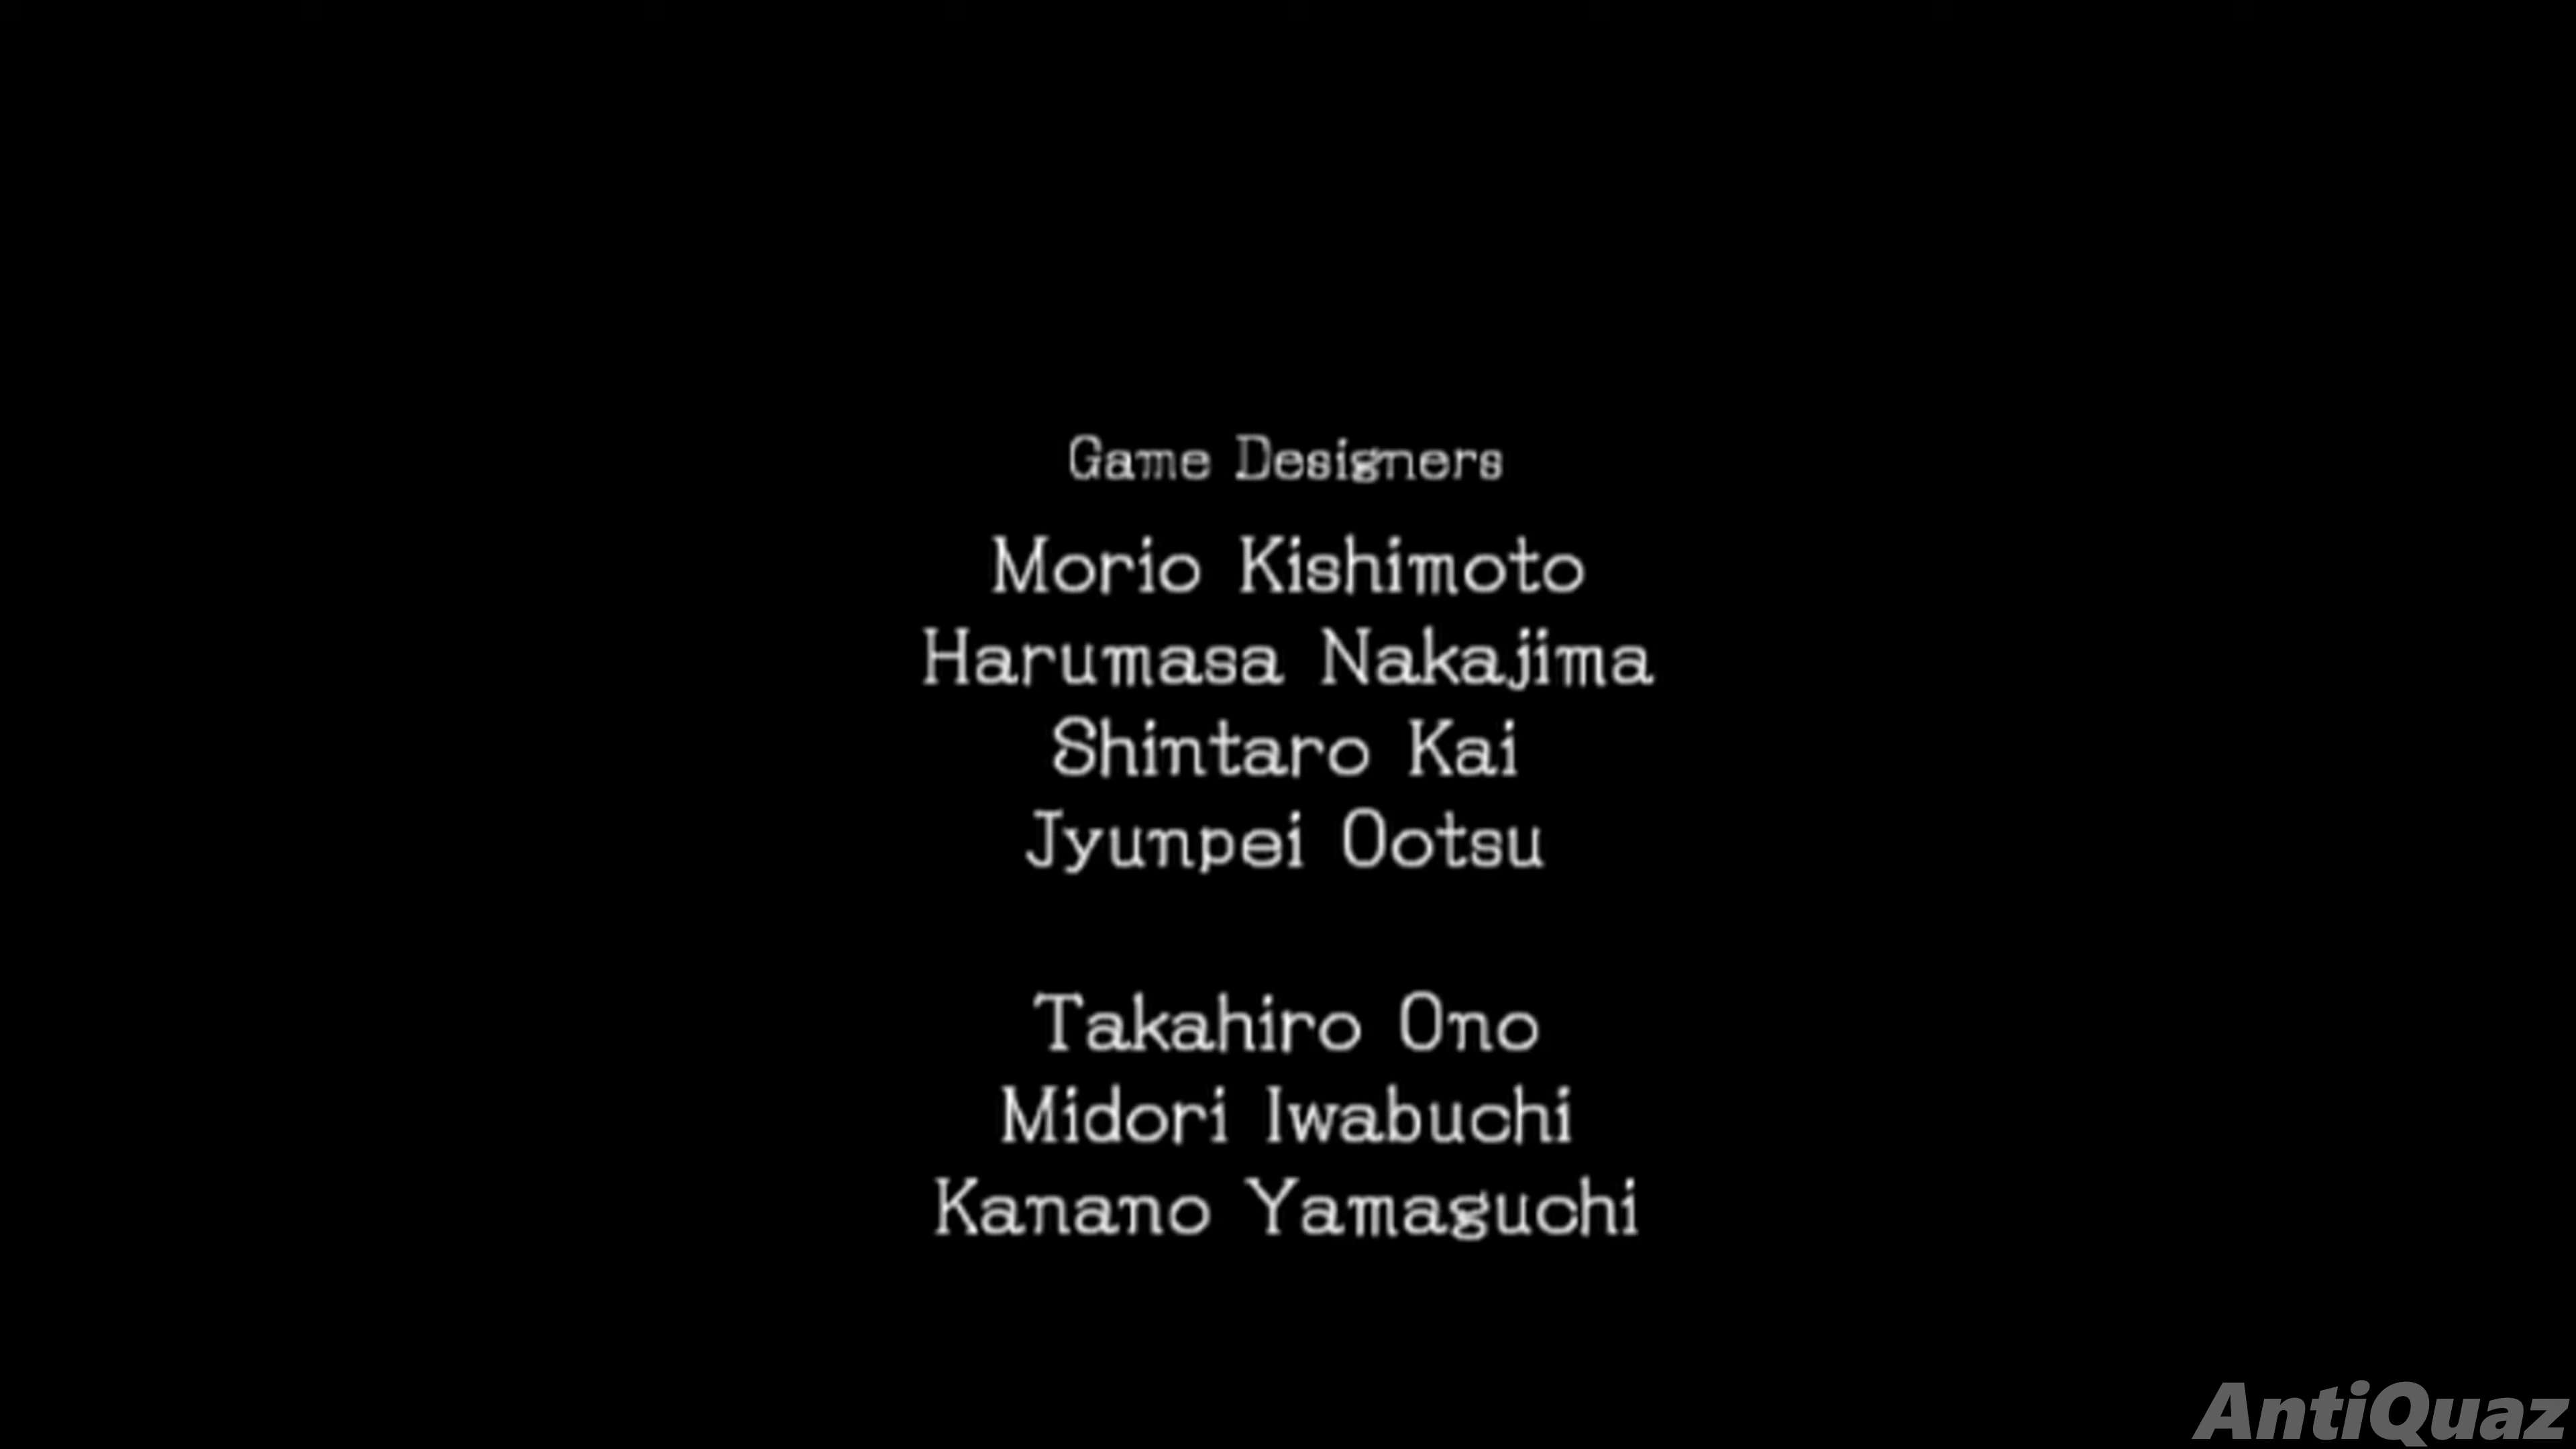 Game Designers
Morio Kishimoto
Harumasa Nakajima
Shintaro Kai
Jyunpei Ootsu
Takahiro Ono
Midori Iwabuchi
Kanano Yamaguchi
AntiQuaz